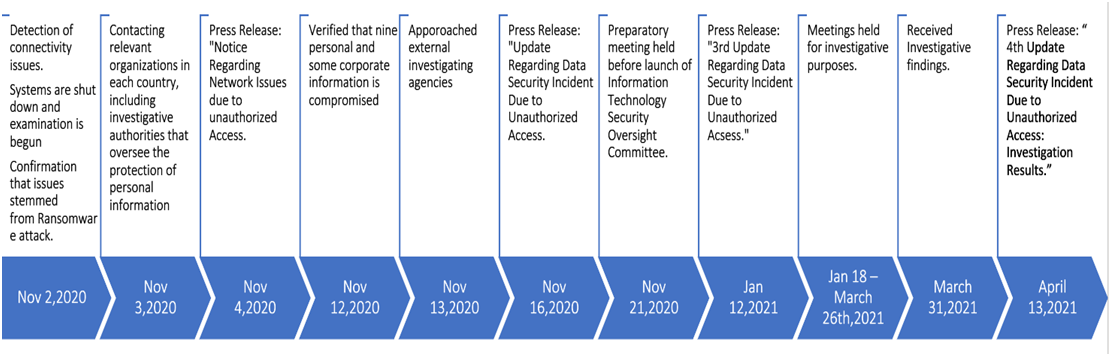 Detection of
connectivity
issues.
Systems are shut
down and
examination is
begun
Confirmation
that issues
stemmed
from Ransomwar
e attack.
Nov 2,2020
Contacting
relevant
organizations in
each country,
including
investigative
authorities that
oversee the
protection of
personal
information
Nov
3,2020
Press Release:
"Notice
Regarding
Network Issues
due to
unauthorized
Access.
Nov
4,2020
Verified that nine
personal and
some corporate
information is
compromised
Nov
12,2020
Apporoached
external
investigating
agencies
Nov
13,2020
Press Release:
"Update
Regarding Data
Security Incident
Due to
Unauthorized
Access.
Nov
16,2020
Preparatory
meeting held
before launch of
Information
Technology
Security
Oversight
Committee.
Nov
21,2020
Press Release:
"3rd Update
Regarding Data
Security Incident
Due to
Unauthorized
Acsess."
Jan
12,2021
Meetings held
for investigative
purposes.
Jan 18 –
March
26th,2021
Received
Investigative
findings.
March
31,2021
Press Release: “
4th Update
Regarding Data
Security Incident
Due to
Unauthorized
Access:
Investigation
Results.”
April
13,2021